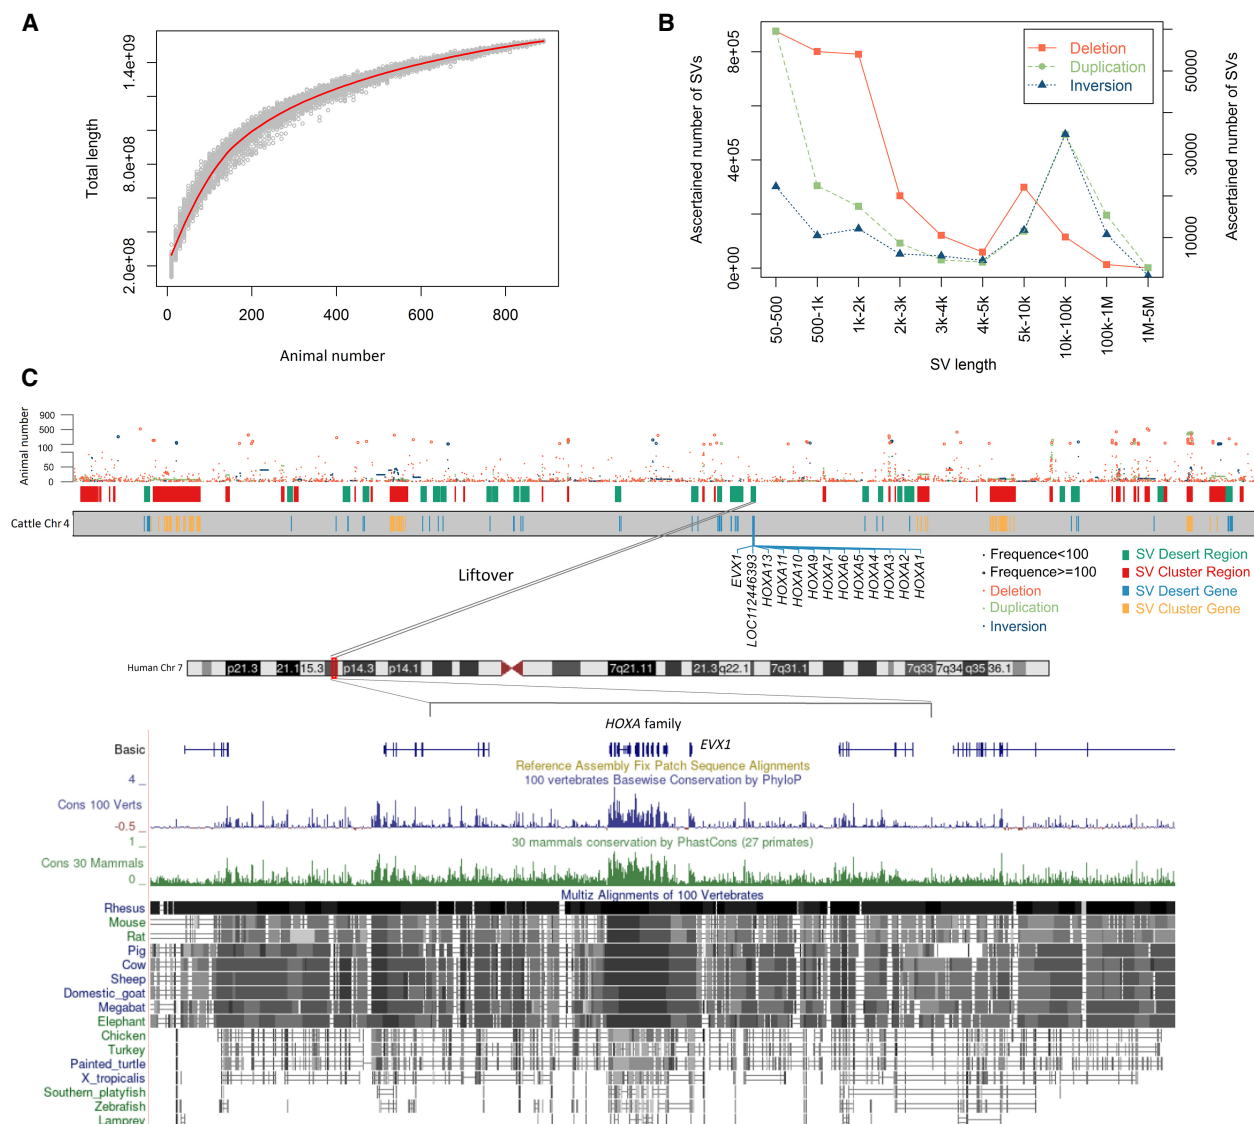 A
Total length
2.0e+08
8.0e+08
1.4e+09
0
200
400
600
800
Animal number
B
Ascertained number of SVs
0e+00
4e+05
8e+05
Deletion
Duplication
Inversion
10000
30000
50000
Ascertained number of SVs
50-500
500-1k
1k-2k
2k-3k
3k-4k
4k-5k
5k-10k
10k-100k
100k-1M
1M-5M
SV length
C
Animal number
900
500
100
50
0
Cattle Chr 4
EVX1
LOC112446393
HOXA13
HOXA11
HOXA10
HOXA9
HOXA7
HOXA6
HOXA5
HOXA4
HOXA3
HOXA2
HOXA1
Frequence<100
Frequence>=100
Deletion
Duplication
Inversion
SV Desert Region
SV Cluster Region
SV Desert Gene
SV Cluster Gene
Liftover
Human Chr 7
p21.3 21.1 15.3 p14.3 p14.1 7q21.11 21.3 q22.1 7q31.1 7q33 7q34 q35 36.1
HOXA family
Basic
EVX1
Reference Assembly Fix Patch Sequence Alignments
100 vertebrates Basewise Conservation by PhyloP
4 _
Cons 100 Verts
-0.5 _
30 mammals conservation by PhastCons (27 primates)
1 _
Cons 30 Mammals
0 _
Multiz Alignments of 100 Vertebrates
Rhesus
Mouse
Rat
Pig
Cow
Sheep
Domestic_goat
Megabat
Elephant
Chicken
Turkey
Painted_turtle
X_tropicalis
Southern_platyfish
Zebrafish
Lamprey